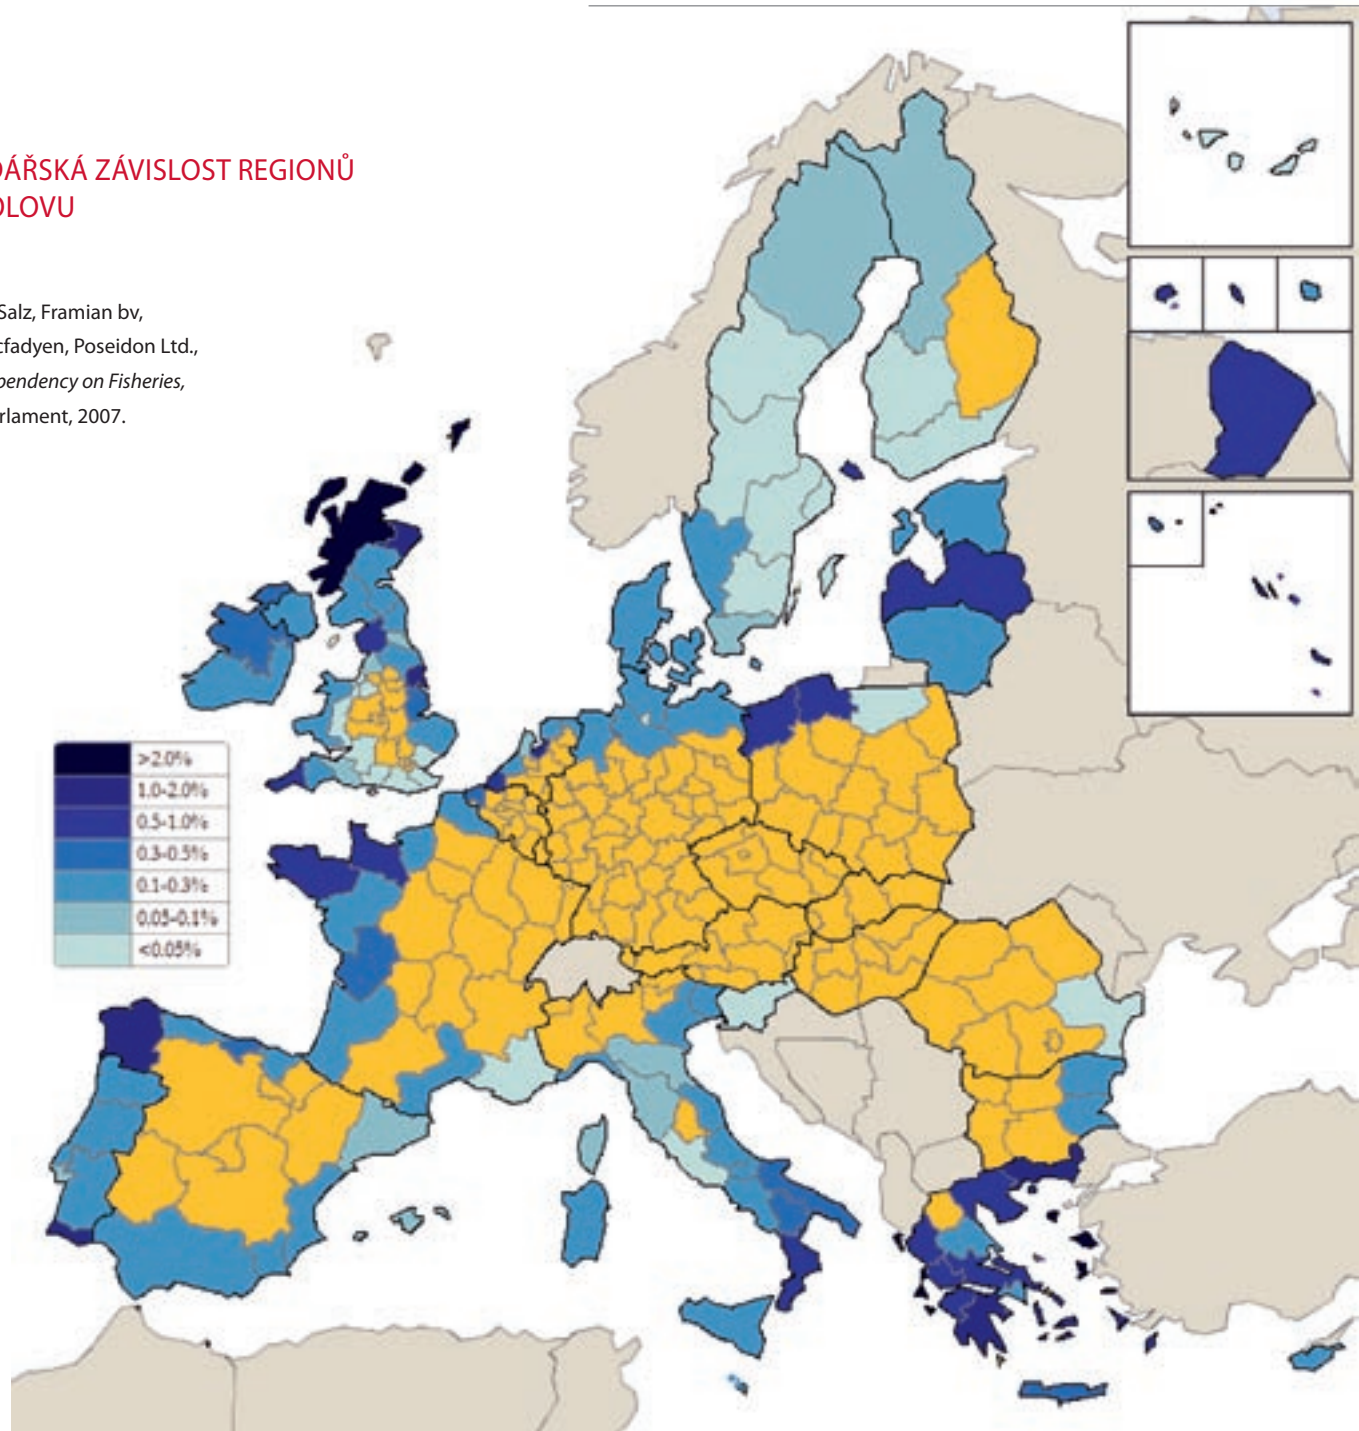 DÁŘSKÁ ZÁVISLOST REGIONŮ
OLOVU
Salz, Framian bv,
cfadyen, Poseidon Ltd.,
pendency on Fisheries,
rlament, 2007.
>2.0%
1.0-2.0%
0.5-1.0%
0.3-0.5%
0.1-0.3%
0.05-0.1%
<0.05%